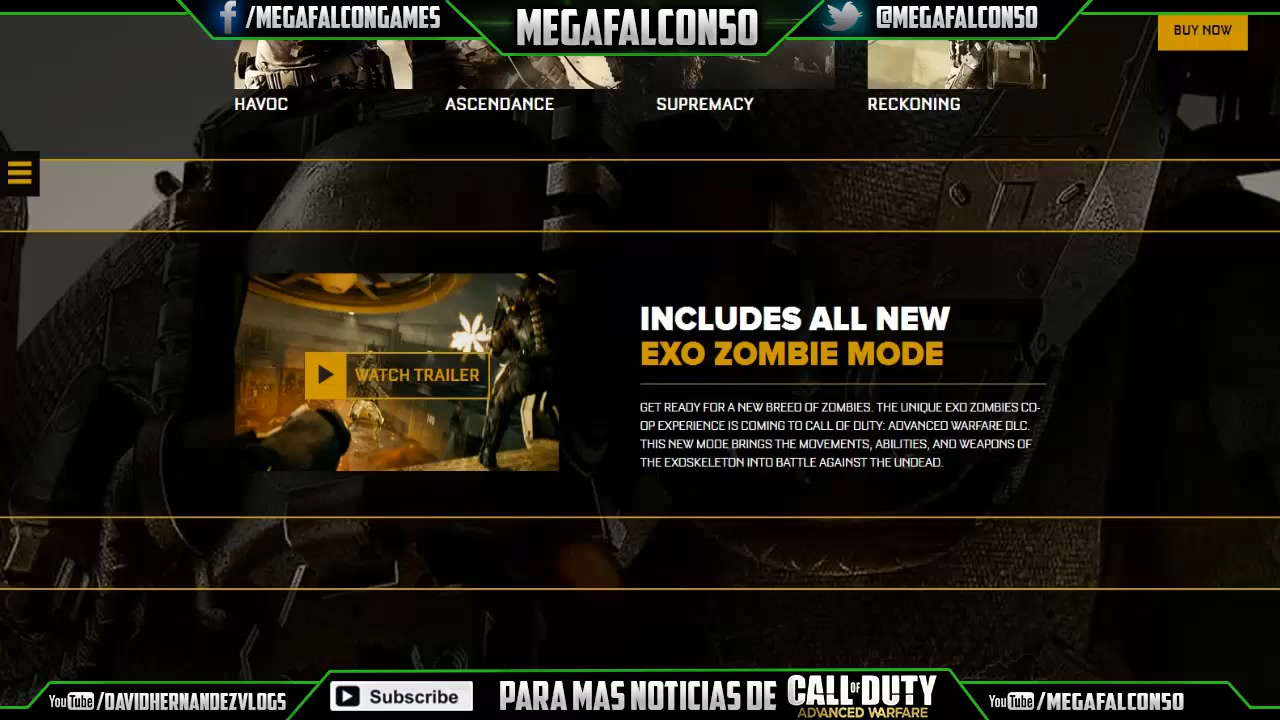 /MEGAFALCONGAMES
MEGAFALCON50
@MEGAFALCON50
BUY NOW
HAVOC
ASCENDANCE
SUPREMACY
RECKONING
WATCH TRAILER
INCLUDES ALL NEW
EXO ZOMBIE MODE
GET READY FOR A NEW BREED OF ZOMBIES. THE UNIQUE EXO ZOMBIES CO-
OP EXPERIENCE IS COMING TO CALL OF DUTY: ADVANCED WARFARE DLC.
THIS NEW MODE BRINGS THE MOVEMENTS, ABILITIES, AND WEAPONS OF
THE EXOSKELETON INTO BATTLE AGAINST THE UNDEAD.
YouTube /DAVIDHERNANDEZVLOGS
Subscribe
PARA MAS NOTICIAS DE
CALL OF DUTY
ADVANCED WARFARE
YouTube /MEGAFALCON50